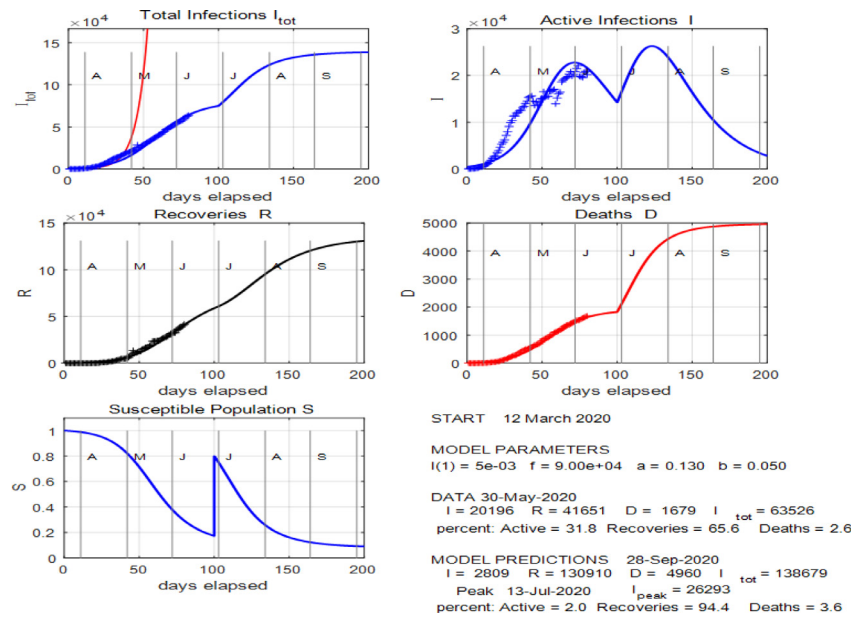 Total Infections I tot
×10^4
15
10
5
0
I tot
A M J J A S
0 50 100 150 200
days elapsed
Active Infections I
×10^4
3
2
1
0
I
A M J A S
0 50 100 150 200
days elapsed
Recoveries R
×10^4
15
10
5
0
R
A M J J A S
0 50 100 150 200
days elapsed
Deaths D
5000
4000
3000
2000
1000
0
D
A M J J A S
0 50 100 150 200
days elapsed
Susceptible Population S
1
0.8
0.6
0.4
0.2
0
S
A M J J A S
0 50 100 150 200
days elapsed
START 12 March 2020
MODEL PARAMETERS
I(1) = 5e-03 f = 9.00e+04 a = 0.130 b = 0.050
DATA 30-May-2020
I = 20196 R = 41651 D = 1679 I tot = 63526
percent: Active = 31.8 Recoveries = 65.6 Deaths = 2.6
MODEL PREDICTIONS 28-Sep-2020
I = 2809 R = 130910 D = 4960 I tot = 138679
Peak 13-Jul-2020 I peak = 26293
percent: Active = 2.0 Recoveries = 94.4 Deaths = 3.6